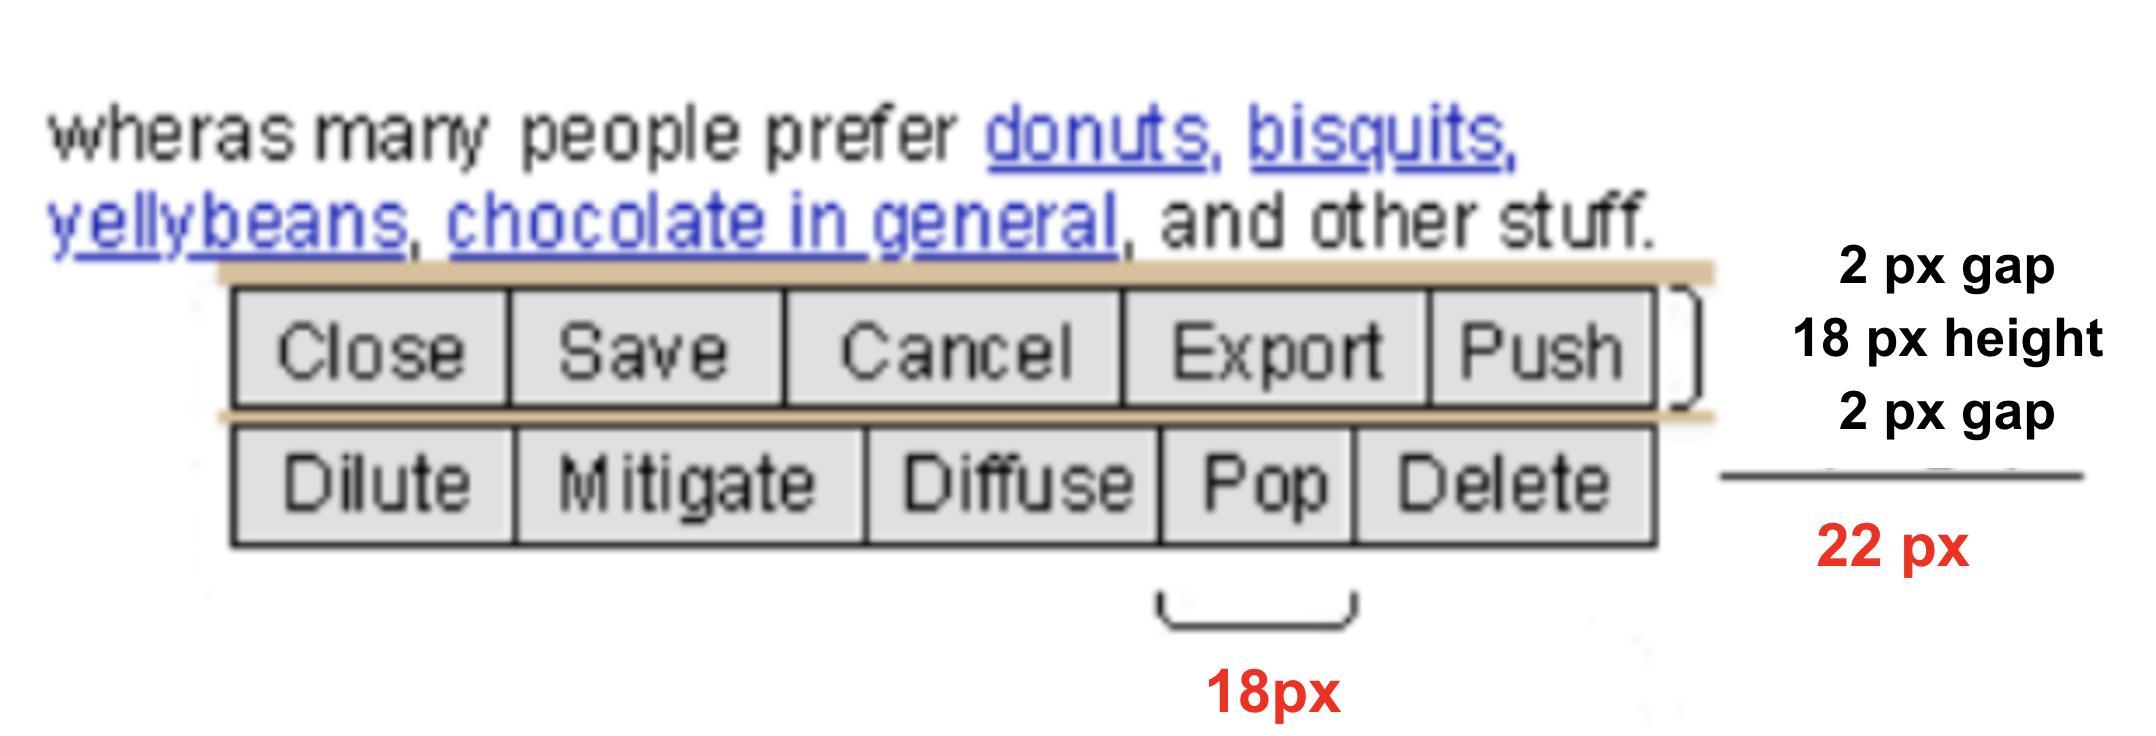 wheras many people prefer donuts, bisquits,
yellybeans, chocolate in general, and other stuff.
2 px gap
Close Save Cancel Export Push
18 px height
2 px gap
Dilute Mitigate Diffuse Pop Delete
22 px
18px